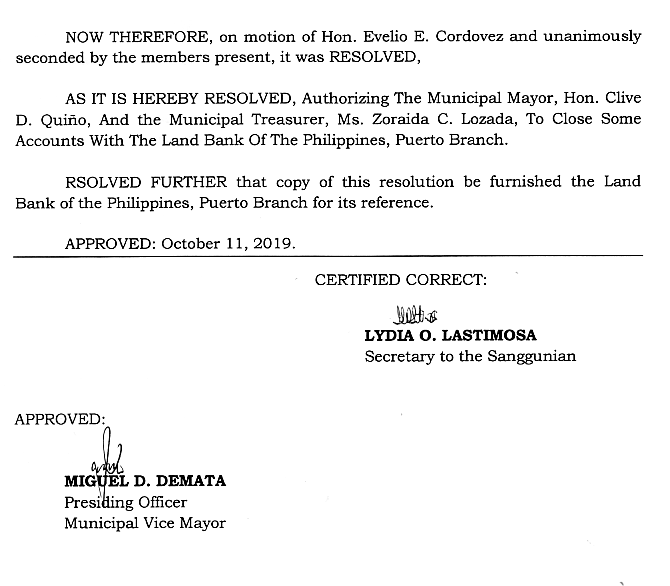 NOW THEREFORE, on motion of Hon. Evelio E. Cordovez and unanimously
seconded by the members present, it was RESOLVED,
AS IT IS HEREBY RESOLVED, Authorizing The Municipal Mayor, Hon. Clive
D. Quiño, And the Municipal Treasurer, Ms. Zoraida C. Lozada, To Close Some
Accounts With The Land Bank Of The Philippines, Puerto Branch.
RSOLVED FURTHER that copy of this resolution be furnished the Land
Bank of the Philippines, Puerto Branch for its reference.
APPROVED: October 11, 2019.
CERTIFIED CORRECT:
LYDIA O. LASTIMOSA
Secretary to the Sanggunian
APPROVED:
MIGUEL D. DEMATA
Presiding Officer
Municipal Vice Mayor